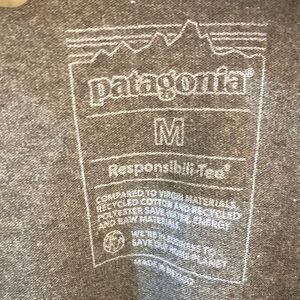 patagonia®
M
Responsibili-Tee®
COMPARED TO VIRGIN MATERIALS,
RECYCLED COTTON AND RECYCLED
POLYESTER SAVE WATER, ENERGY
AND RAW MATERIALS
WE'RE IN BUSINESS TO
SAVE OUR HOME PLANET
MADE IN MEXICO